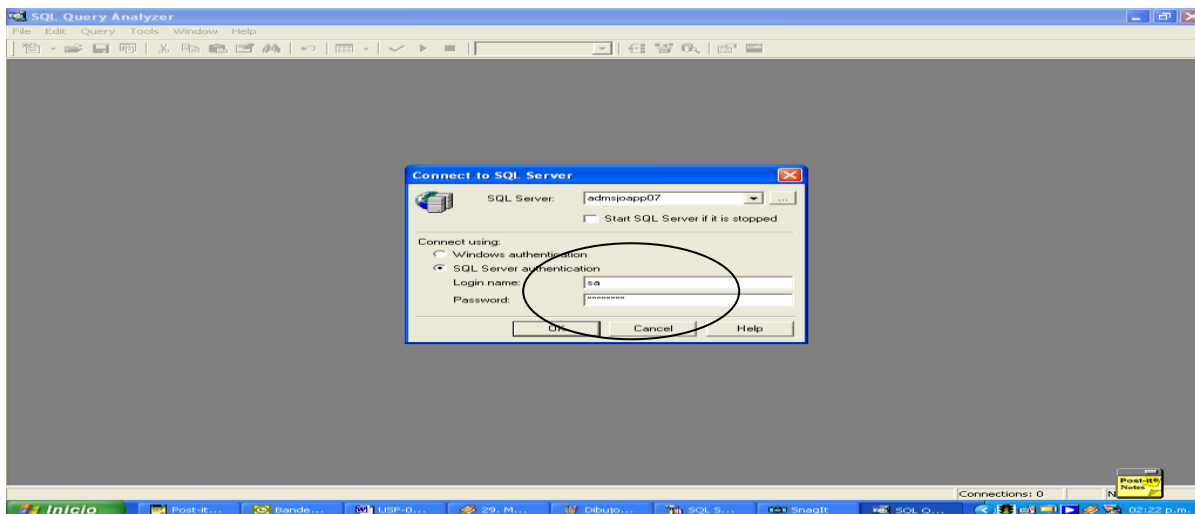 SQL Query Analyzer
File Edit Query Tools Window Help
Connect to SQL Server
SQL Server: admsjoapp07
Start SQL Server if it is stopped
Connect using:
Windows authentication
SQL Server authentication
Login name: sa
Password: ********
OK Cancel Help
Post-it® Notes
Connections: 0
Inicio Post-it... Bande... USF-0... 29. M... Dibujo... SQL S... SnagIt SQL Q... 02:22 p.m.